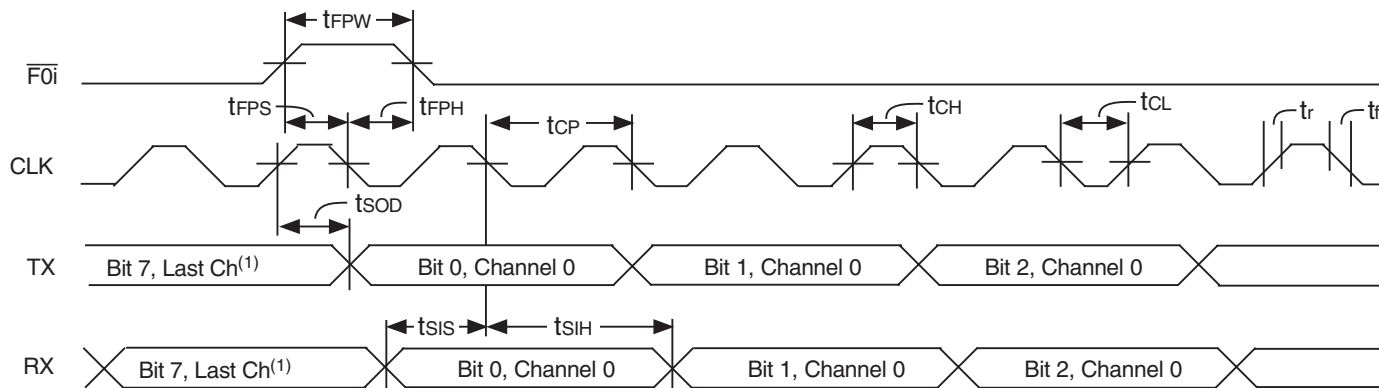 tFPW
F0i
tFPS
tFPH
tCP
tCH
tCL
tr
tf
CLK
tSOD
TX
Bit 7, Last Ch(1)
Bit 0, Channel 0
Bit 1, Channel 0
Bit 2, Channel 0
tSIS
tSIH
RX
Bit 7, Last Ch(1)
Bit 0, Channel 0
Bit 1, Channel 0
Bit 2, Channel 0